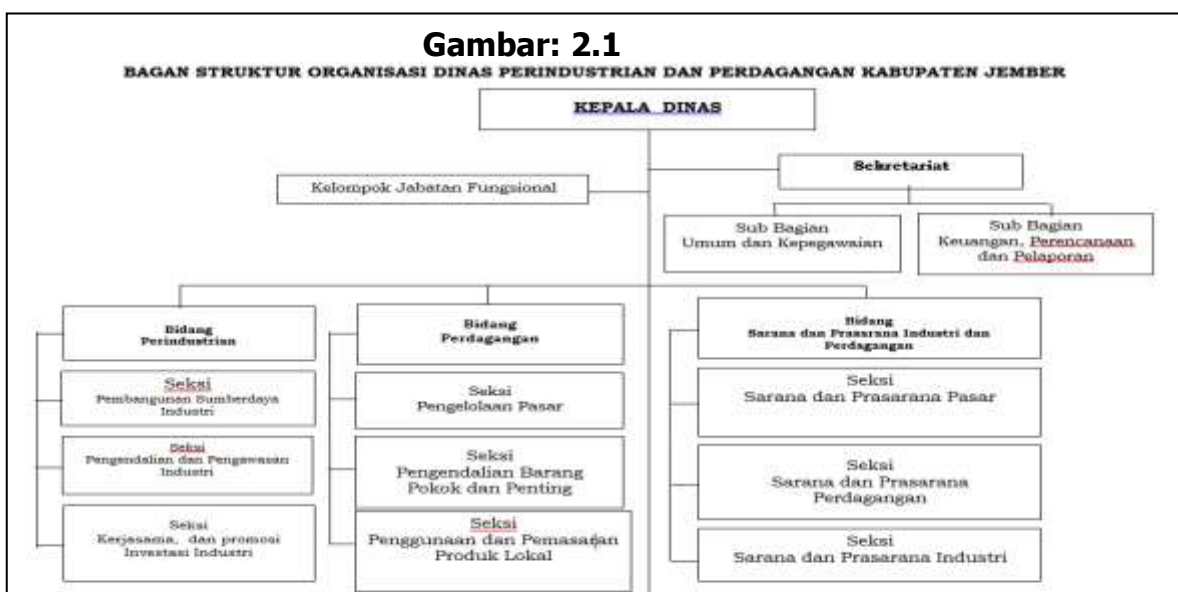 Gambar: 2.1
BAGAN STRUKTUR ORGANISASI DINAS PERINDUSTRIAN DAN PERDAGANGAN KABUPATEN JEMBER
KEPALA DINAS
Sekretariat
Kelompok Jabatan Fungsional
Sub Bagian
Umum dan Kepegawaian
Sub Bagian
Keuangan, Perencanaan
dan Pelaporan
Bidang
Perindustrian
Seksi
Pembangunan Sumberdaya
Industri
Seksi
Pengendalian dan Pengawasan
Industri
Seksi
Kerjasama, dan promosi
Investasi Industri
Bidang
Perdagangan
Seksi
Pengelolaan Pasar
Seksi
Pengendalian Barang
Pokok dan Penting
Seksi
Penggunaan dan Pemasaran
Produk Lokal
Bidang
Sarana dan Prasarana Industri dan
Perdagangan
Seksi
Sarana dan Prasarana Pasar
Seksi
Sarana dan Prasarana
Perdagangan
Seksi
Sarana dan Prasarana Industri